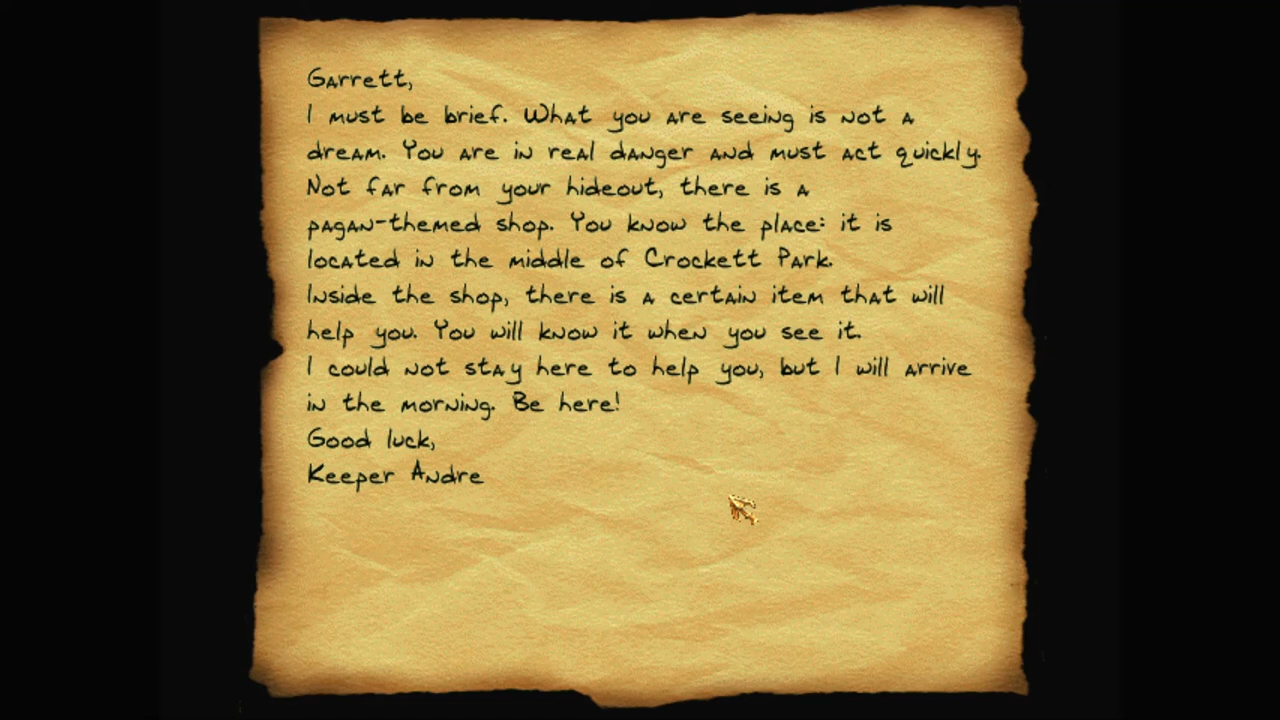 Garrett,
I must be brief. What you are seeing is not a
dream. You are in real danger and must act quickly.
Not far from your hideout, there is a
pagan-themed shop. You know the place: it is
located in the middle of Crockett Park.
Inside the shop, there is a certain item that will
help you. You will know it when you see it.
I could not stay here to help you, but I will arrive
in the morning. Be here!
Good luck,
Keeper Andre